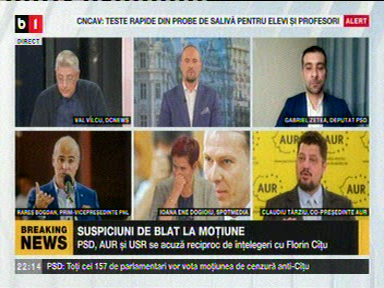 CNCAV: TESTE RAPIDE DIN PROBE DE SALIVĂ PENTRU ELEVI ȘI PROFESORI
ALERT
B1
DIRECT
VAL VÎLCU, DCNEWS
GABRIEL ZETEA, DEPUTAT PSD
AUR
AUR
RAREȘ BOGDAN, PRIM-VICEPREȘEDINTE PNL
IOANA ENE DOGIOIU, SPOTMEDIA
CLAUDIU TÂRZIU, CO-PREȘEDINTE AUR
BREAKING NEWS
SUSPICIUNI DE BLAT LA MOȚIUNE
PSD, AUR și USR se acuză reciproc de înțelegeri cu Florin Cîțu
22:14
PSD: Toți cei 157 de parlamentari vor vota moțiunea de cenzură anti-Cîțu